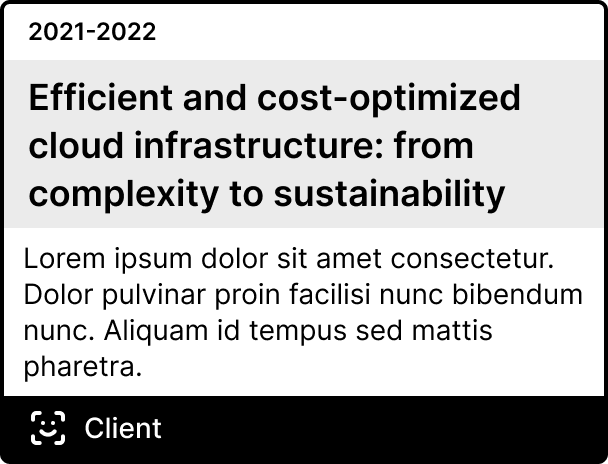 2021-2022
Efficient and cost-optimized
cloud infrastructure: from
complexity to sustainability
Lorem ipsum dolor sit amet consectetur.
Dolor pulvinar proin facilisi nunc bibendum
nunc. Aliquam id tempus sed mattis
pharetra.
Client